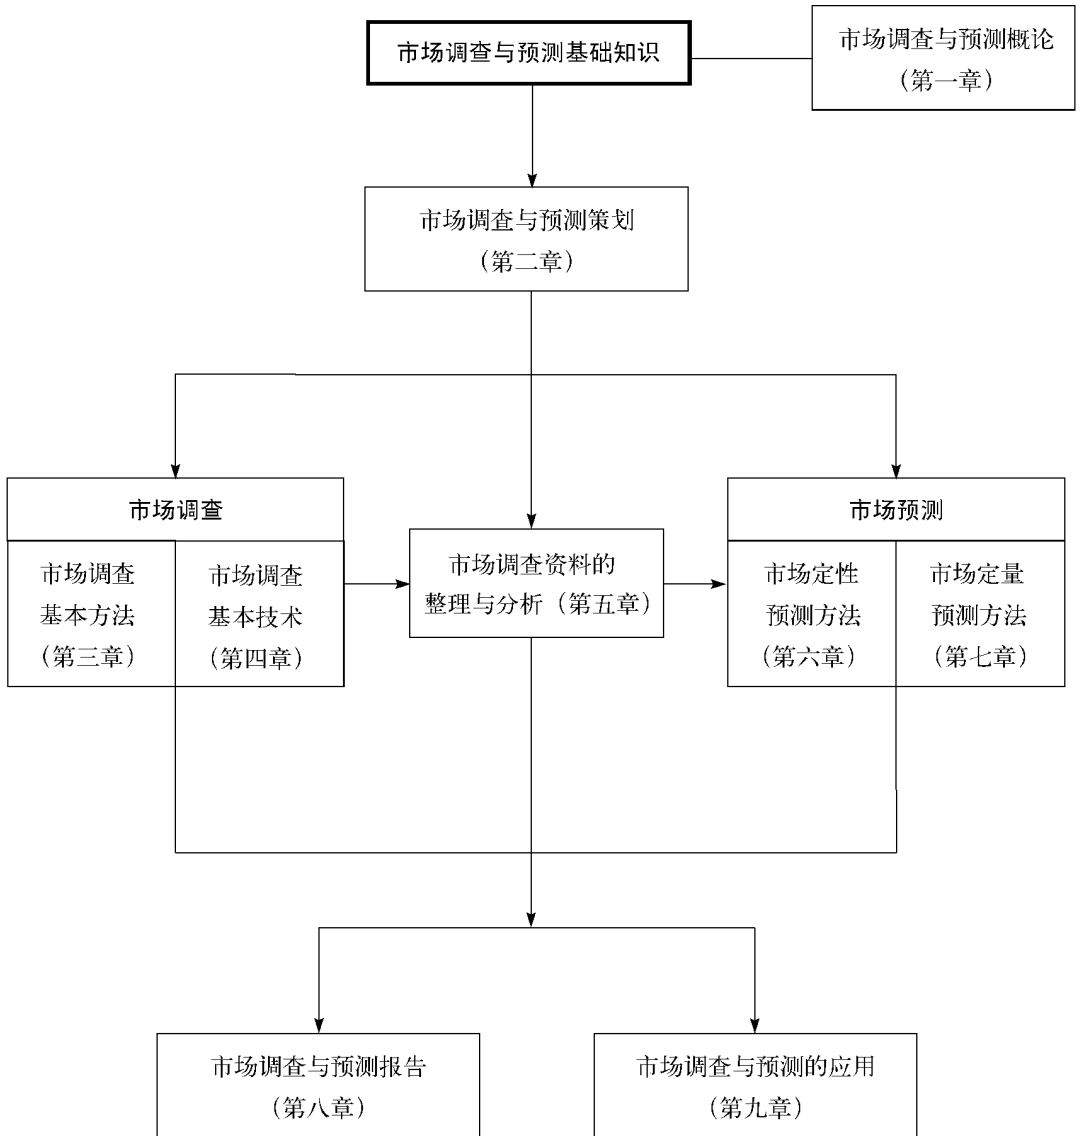 市场调查与预测基础知识
市场调查与预测概论
（第一章）
市场调查与预测策划
（第二章）
市场调查
市场调查
基本方法
（第三章）
市场调查
基本技术
（第四章）
市场调查资料的
整理与分析（第五章）
市场预测
市场定性
预测方法
（第六章）
市场定量
预测方法
（第七章）
市场调查与预测报告
（第八章）
市场调查与预测的应用
（第九章）